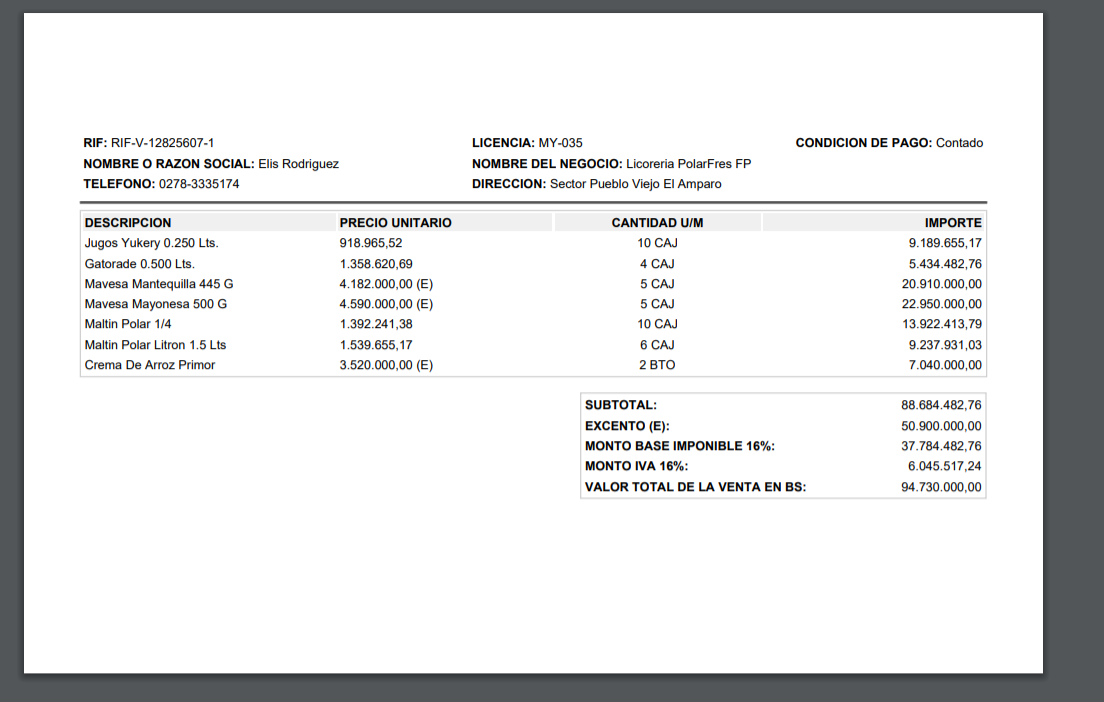 RIF: RIF-V-12825607-1 LICENCIA: MY-035 CONDICION DE PAGO: Contado
NOMBRE O RAZON SOCIAL: Elis Rodriguez NOMBRE DEL NEGOCIO: Licoreria PolarFres FP
TELEFONO: 0278-3335174 DIRECCION: Sector Pueblo Viejo El Amparo
DESCRIPCION PRECIO UNITARIO CANTIDAD U/M IMPORTE
Jugos Yukery 0.250 Lts. 918.965,52 10 CAJ 9.189.655,17
Gatorade 0.500 Lts. 1.358.620,69 4 CAJ 5.434.482,76
Mavesa Mantequilla 445 G 4.182.000,00 (E) 5 CAJ 20.910.000,00
Mavesa Mayonesa 500 G 4.590.000,00 (E) 5 CAJ 22.950.000,00
Maltin Polar 1/4 1.392.241,38 10 CAJ 13.922.413,79
Maltin Polar Litron 1.5 Lts 1.539.655,17 6 CAJ 9.237.931,03
Crema De Arroz Primor 3.520.000,00 (E) 2 BTO 7.040.000,00
SUBTOTAL: 88.684.482,76
EXCENTO (E): 50.900.000,00
MONTO BASE IMPONIBLE 16%: 37.784.482,76
MONTO IVA 16%: 6.045.517,24
VALOR TOTAL DE LA VENTA EN BS: 94.730.000,00